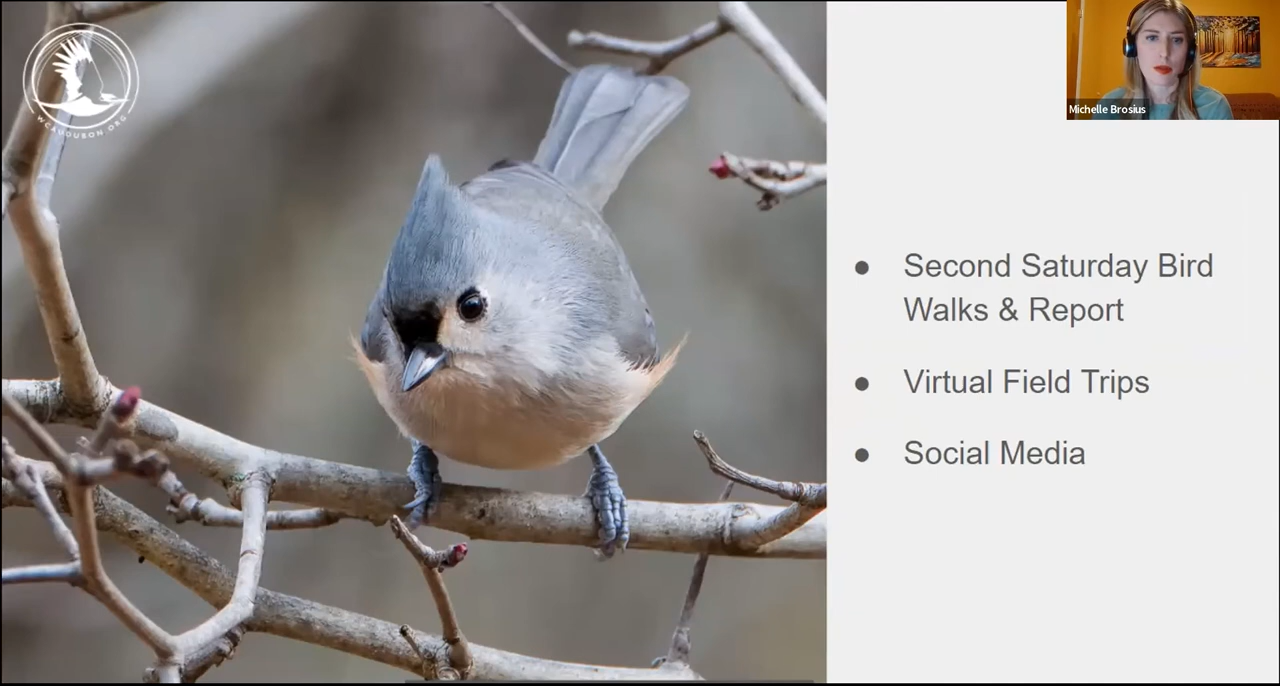 WCAUDUBON.ORG
Michelle Brosius
● Second Saturday Bird
Walks & Report
● Virtual Field Trips
● Social Media